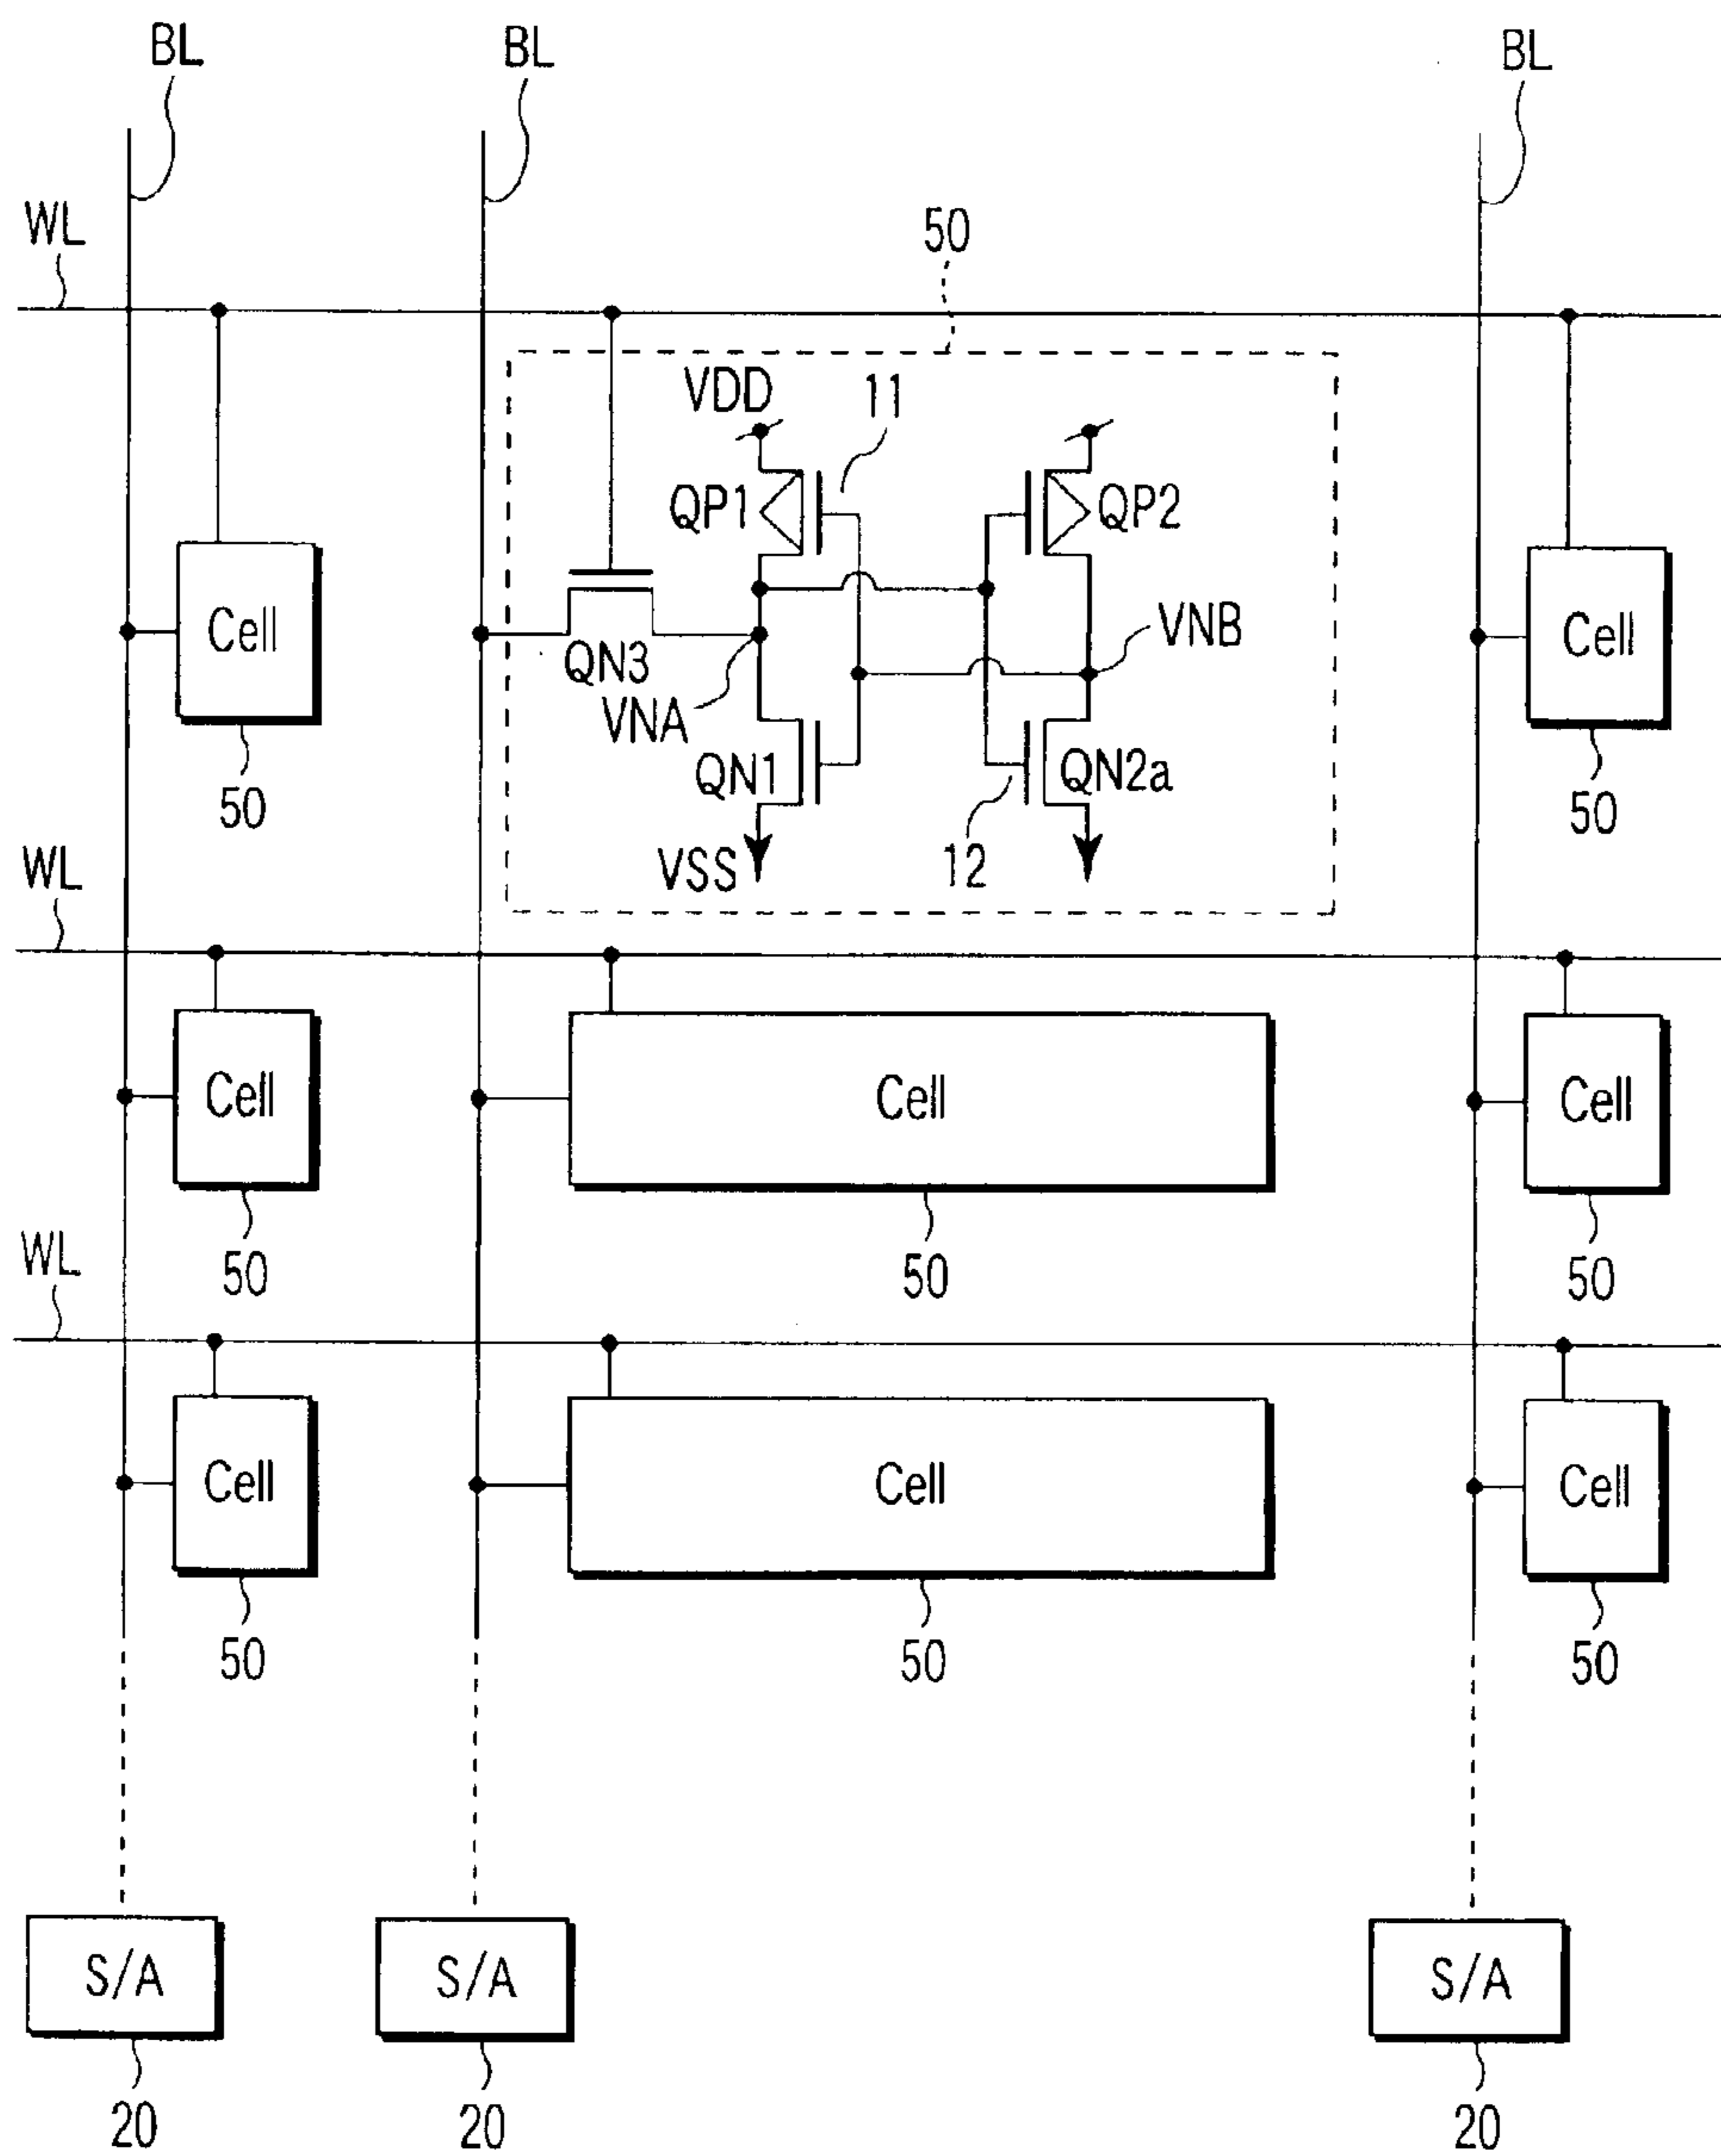 BL BL BL
WL 50
VDD 11
QP1 QP2
Cell Cell
QN3 VNB
VNA
QN1 QN2a
50 50
VSS 12
WL
Cell Cell Cell
50 50 50
WL
Cell Cell Cell
50 50 50
S/A S/A S/A
20 20 20